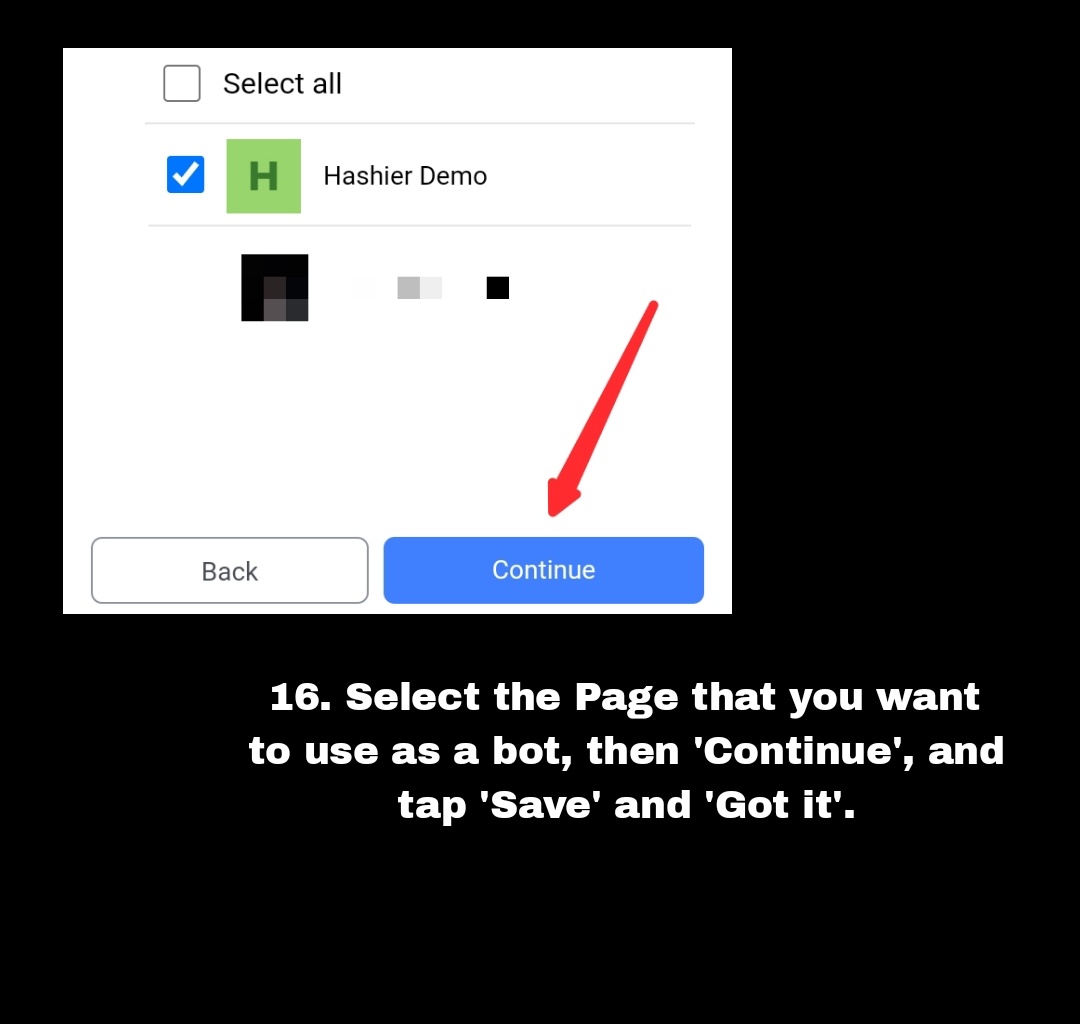 Select all
H
Hashier Demo
Back
Continue
16. Select the Page that you want
to use as a bot, then 'Continue', and
tap 'Save' and 'Got it'.